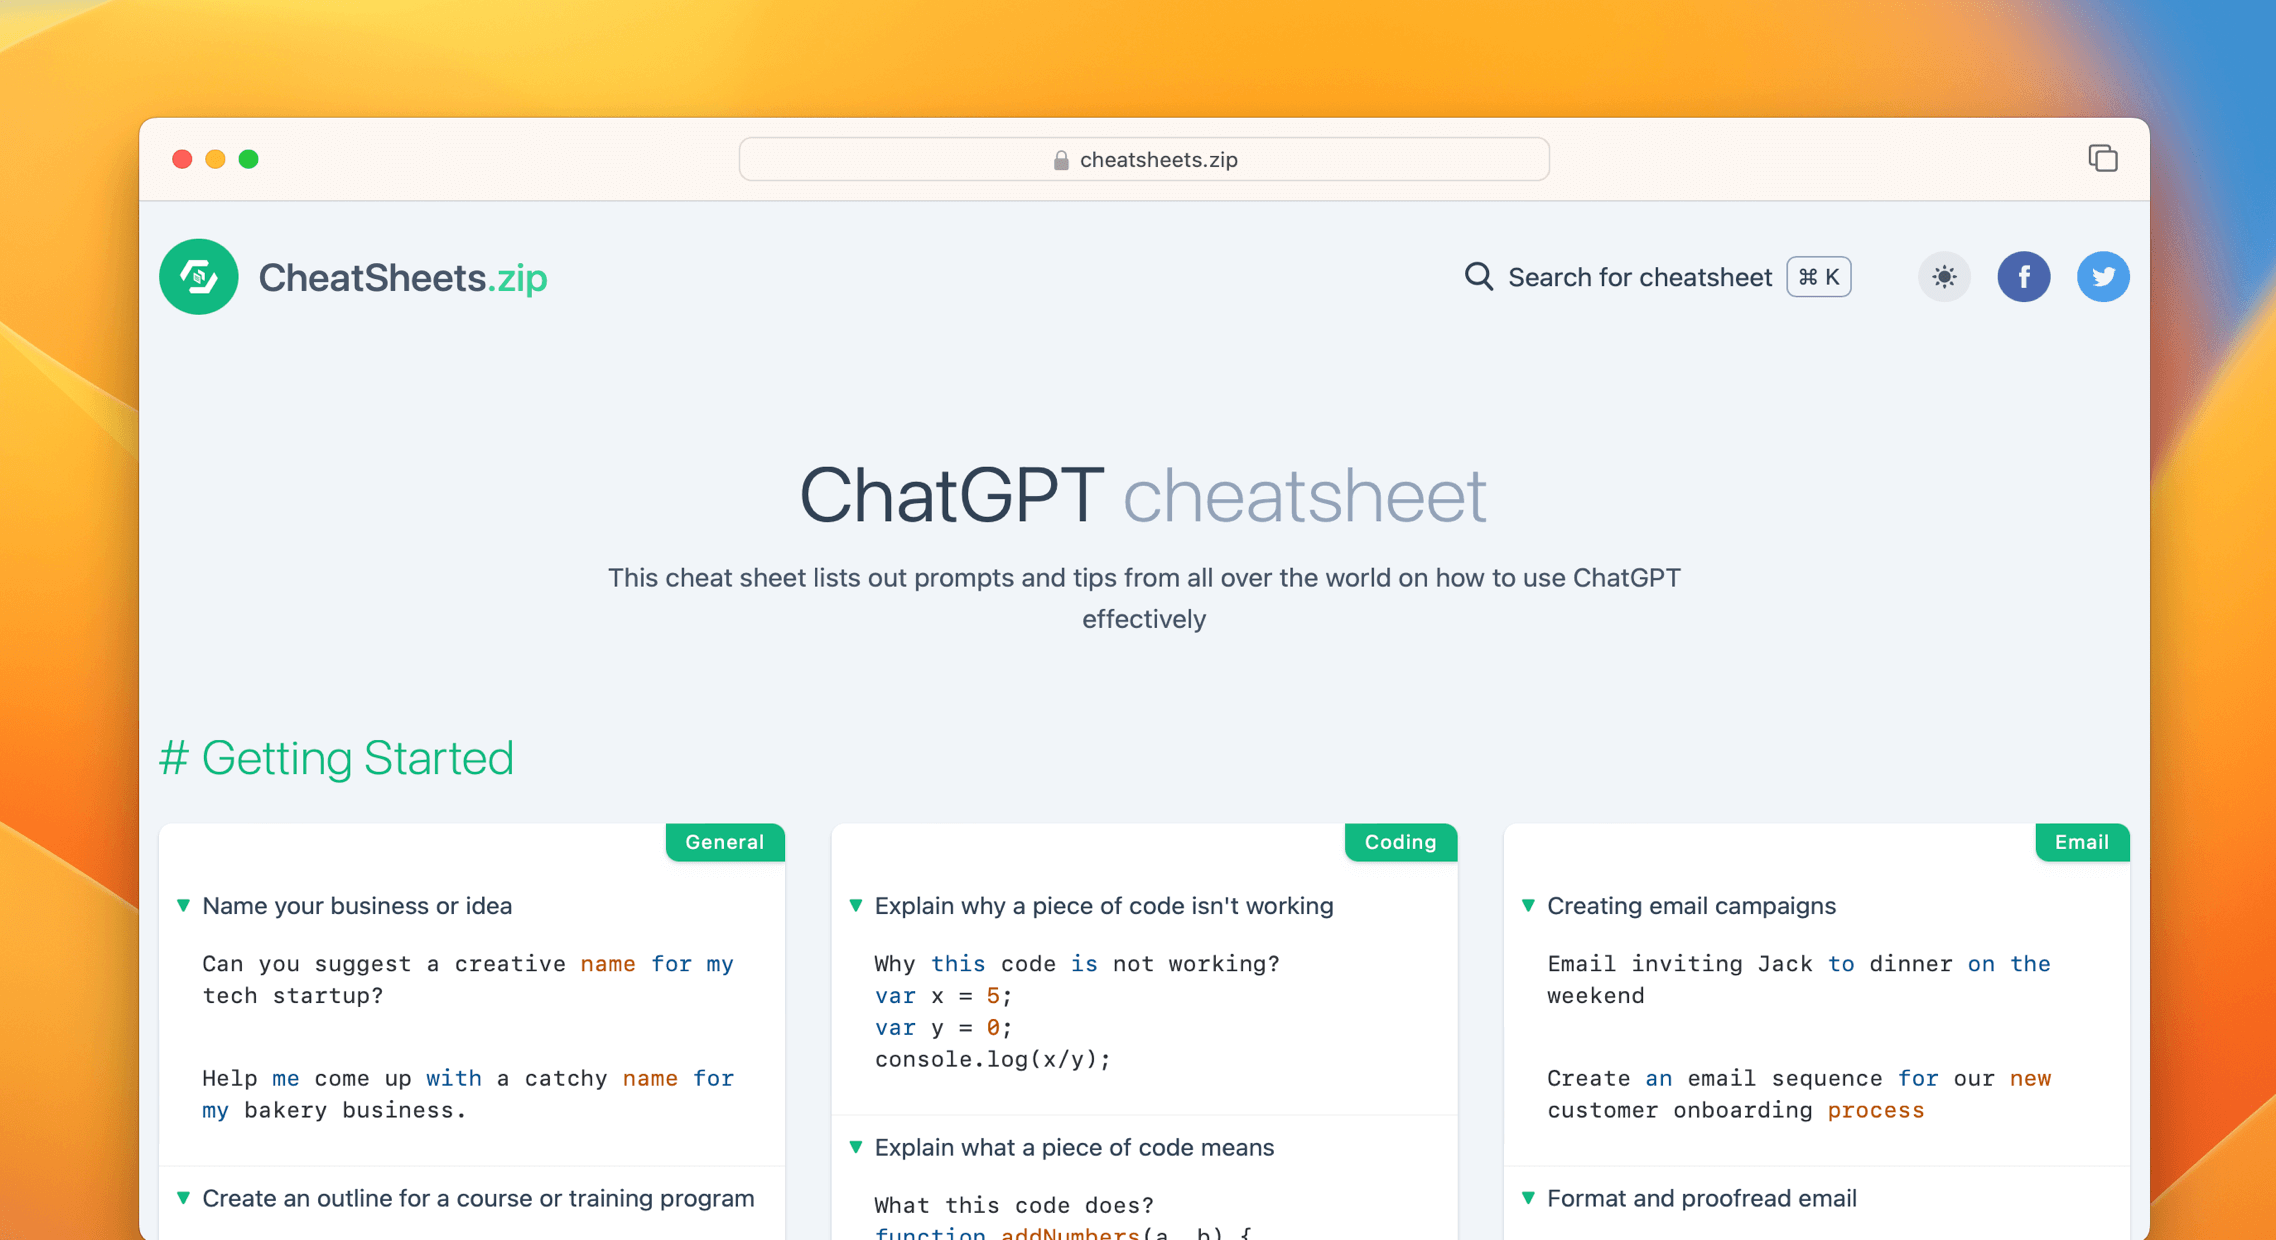 cheatsheets.zip
CheatSheets.zip
Search for cheatsheet ⌘ K
ChatGPT cheatsheet
This cheat sheet lists out prompts and tips from all over the world on how to use ChatGPT
effectively
# Getting Started
General
Name your business or idea
Can you suggest a creative name for my
tech startup?
Help me come up with a catchy name for
my bakery business.
Create an outline for a course or training program
Coding
Explain why a piece of code isn't working
Why this code is not working?
var x = 5;
var y = 0;
console.log(x/y);
Explain what a piece of code means
What this code does?
function addNumbers(a, b) {
Email
Creating email campaigns
Email inviting Jack to dinner on the
weekend
Create an email sequence for our new
customer onboarding process
Format and proofread email